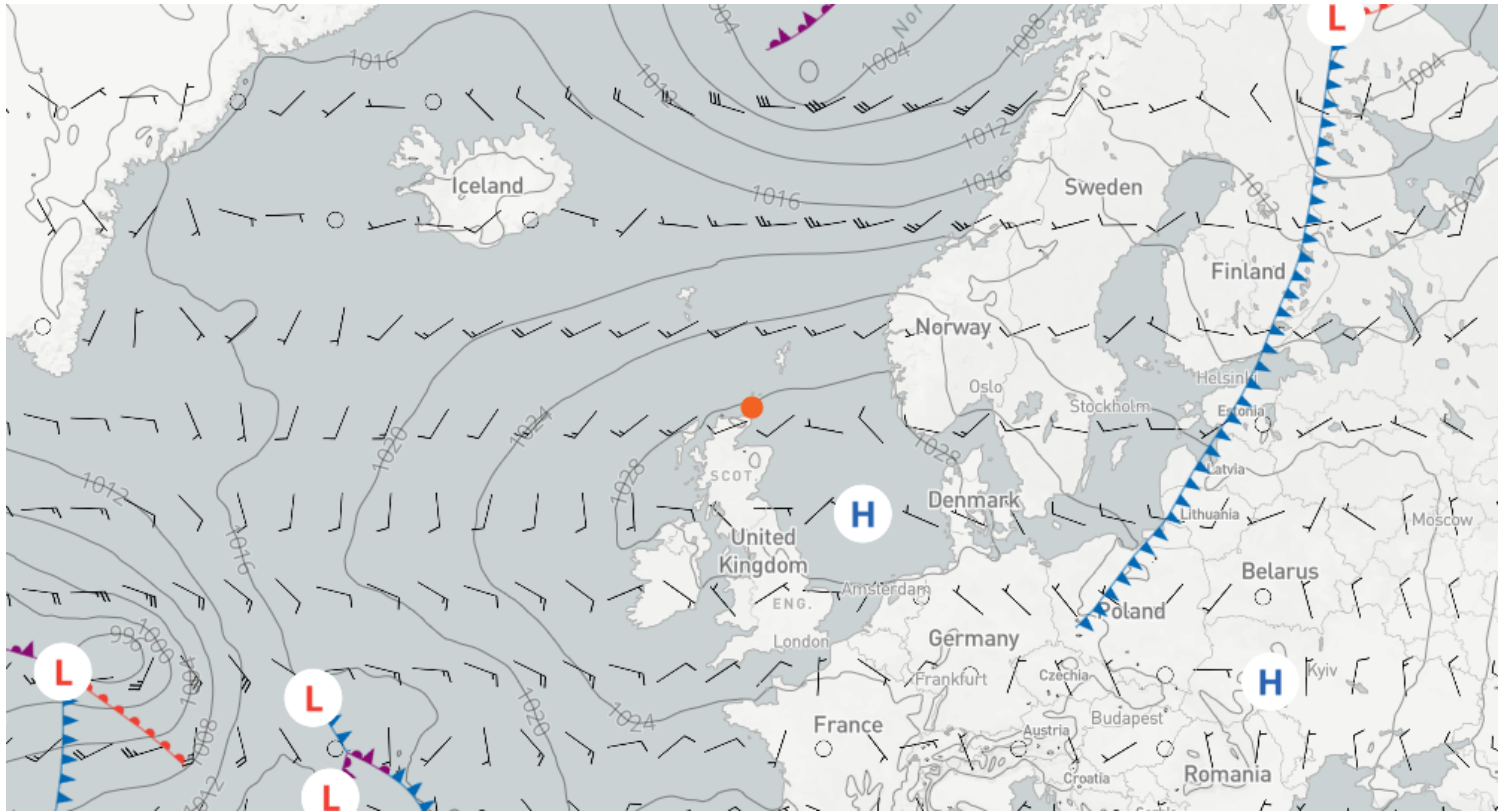 1004
Nor
1008
L
1004
1016
1012
1012
1016
1016
Iceland
Sweden
1012
1012
Finland
Norway
Oslo
Helsinki
Stockholm
Estonia
1020
1024
1028
1028
SCOT.
Latvia
1012
H
Denmark
Lithuania
Moscow
1016
United
Kingdom
Amsterdam
Belarus
ENG.
Poland
London
Germany
996
1000
1004
L
L
Frankfurt
Czechia
H
Kyiv
1020
1024
France
Budapest
Austria
1008
Romania
Croatia
L
1012